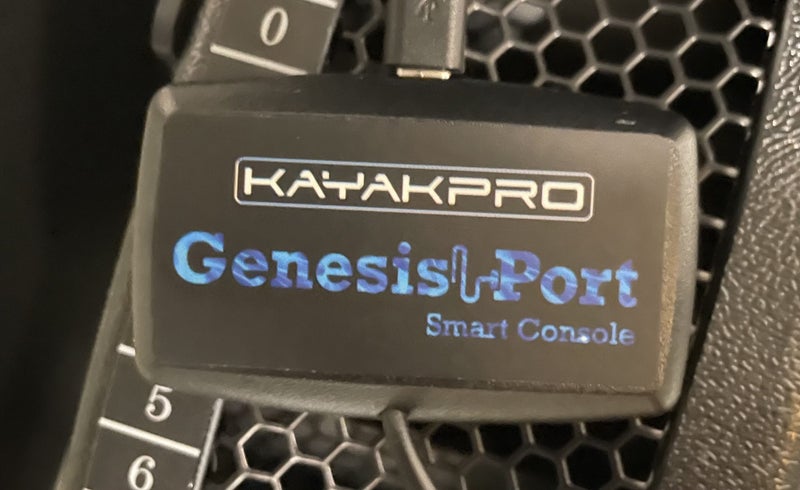 0
KAYAKPRO
Genesis Port
Smart Console
5
6